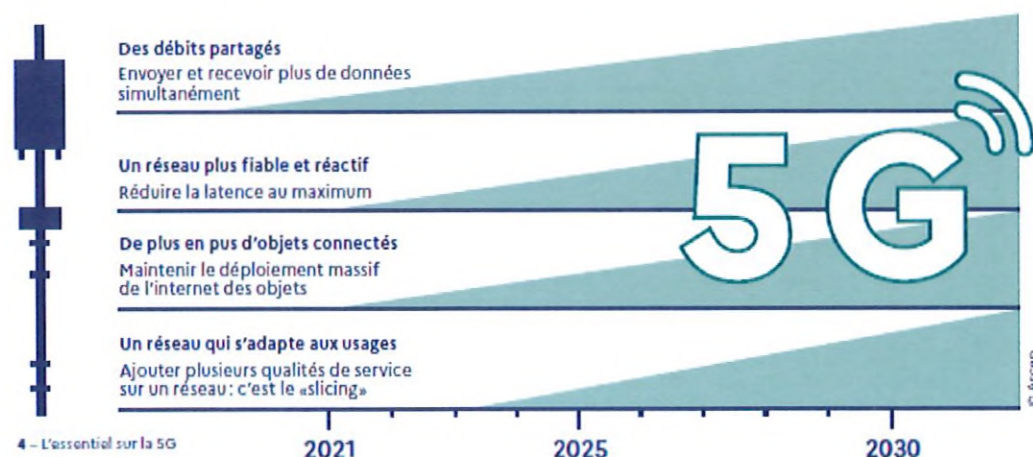 Des débits partagés
Envoyer et recevoir plus de données
simultanément
Un réseau plus fiable et réactif
Réduire la latence au maximum
De plus en pus d'objets connectés
Maintenir le déploiement massif
de l'internet des objets
Un réseau qui s'adapte aux usages
Ajouter plusieurs qualités de service
sur un réseau : c'est le «slicing»
5G
© Arcep
4 – L'essentiel sur la 5G
2021 2025 2030